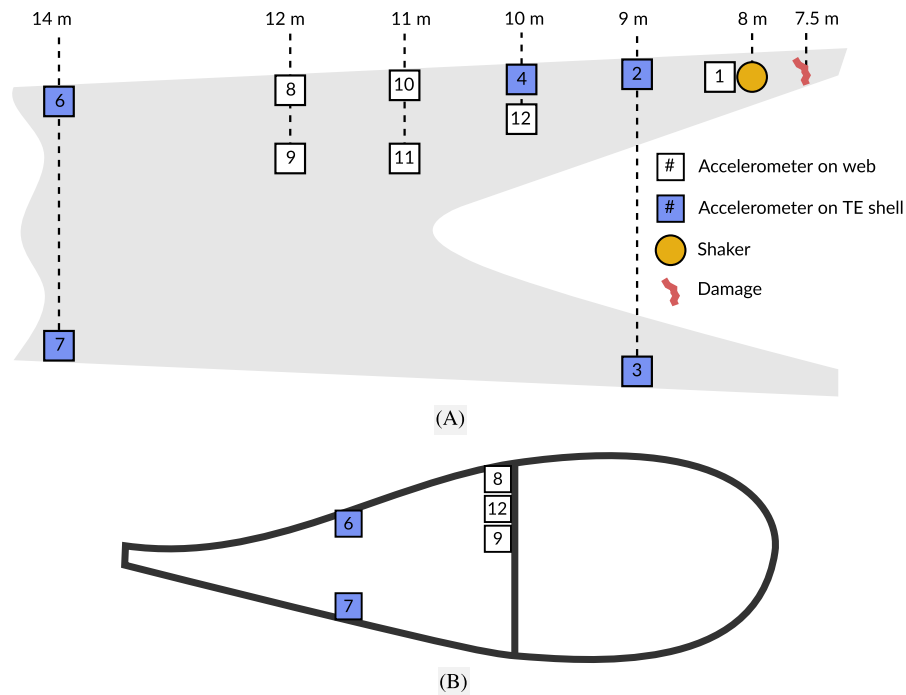 14 m 12 m 11 m 10 m 9 m 8 m 7.5 m
6 8 10 4 2 1
12
9 11
# Accelerometer on web
# Accelerometer on TE shell
Shaker
Damage
7 3
(A)
8
6 12
9
7
(B)